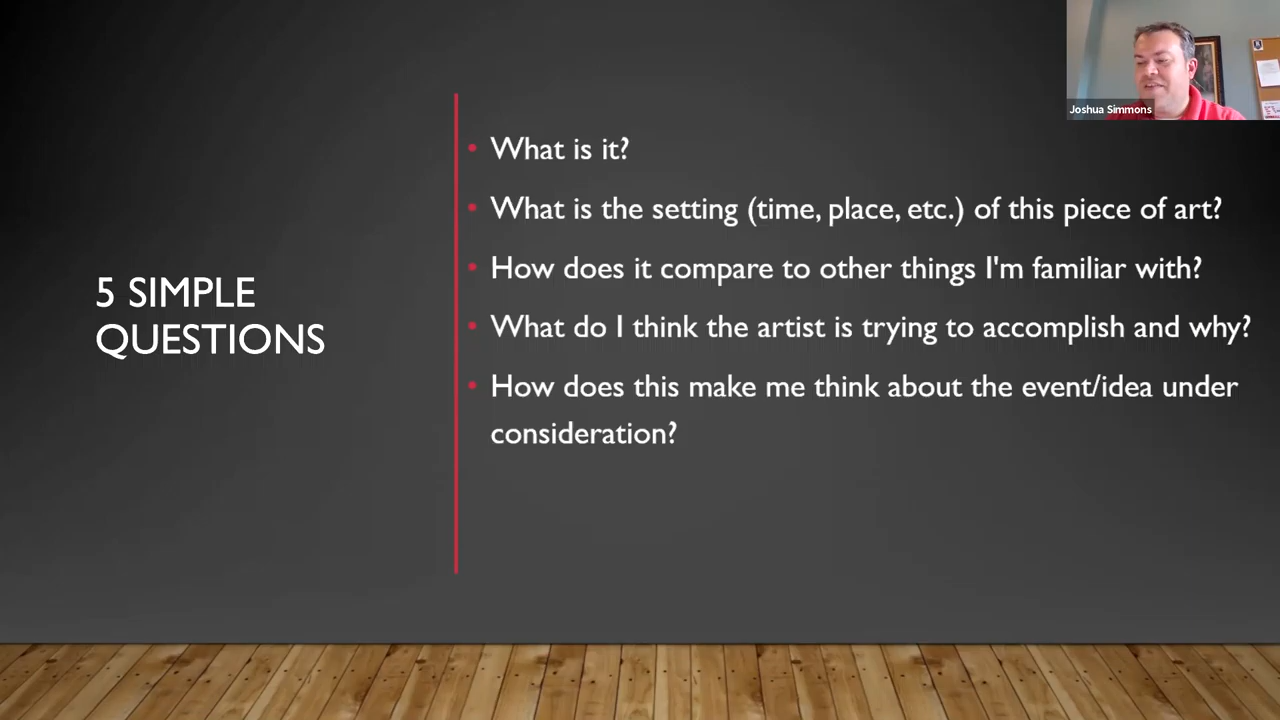 Joshua Simmons
5 SIMPLE
QUESTIONS
• What is it?
• What is the setting (time, place, etc.) of this piece of art?
• How does it compare to other things I'm familiar with?
• What do I think the artist is trying to accomplish and why?
• How does this make me think about the event/idea under
consideration?